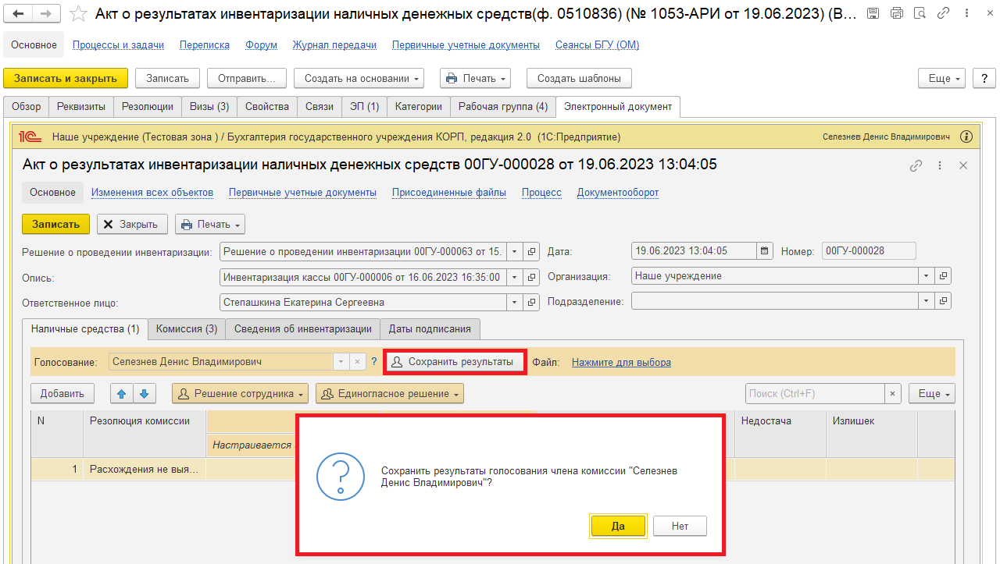 Акт о результатах инвентаризации наличных денежных средств(ф. 0510836) (№ 1053-АРИ от 19.06.2023) (В...
Основное Процессы и задачи Переписка Форум Журнал передачи Первичные учетные документы Сеансы БГУ (ОМ)
Записать и закрыть Записать Отправить... Создать на основании Печать Создать шаблоны Еще ?
Обзор Реквизиты Резолюции Визы (3) Свойства Связи ЭП (1) Категории Рабочая группа (4) Электронный документ
1С Наше учреждение (Тестовая зона ) / Бухгалтерия государственного учреждения КОРП, редакция 2.0 (1С:Предприятие) Селезнев Денис Владимирович
Акт о результатах инвентаризации наличных денежных средств 00ГУ-000028 от 19.06.2023 13:04:05
Основное Изменения всех объектов Первичные учетные документы Присоединенные файлы Процесс Документооборот
Записать Закрыть Печать
Решение о проведении инвентаризации: Решение о проведении инвентаризации 00ГУ-000063 от 15. Дата: 19.06.2023 13:04:05 Номер: 00ГУ-000028
Опись: Инвентаризация кассы 00ГУ-000006 от 16.06.2023 16:35:00 Организация: Наше учреждение
Ответственное лицо: Степашкина Екатерина Сергеевна Подразделение:
Наличные средства (1) Комиссия (3) Сведения об инвентаризации Даты подписания
Голосование: Селезнев Денис Владимирович ? Сохранить результаты Файл: Нажмите для выбора
Добавить Решение сотрудника Единогласное решение Поиск (Ctrl+F) × Еще
N Резолюция комиссии Недостача Излишек
Настраивается
1 Расхождения не выя...
Сохранить результаты голосования члена комиссии "Селезнев
Денис Владимирович"?
Да Нет